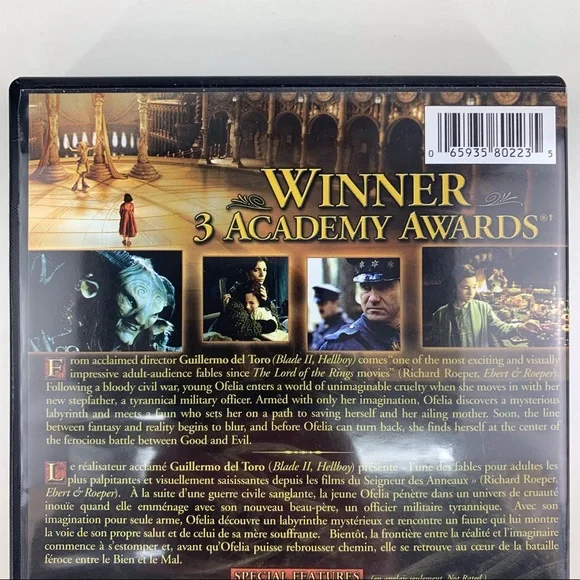 0 65935 80223 5
WINNER
3 ACADEMY AWARDS®†
From acclaimed director Guillermo del Toro (Blade II, Hellboy) comes “one of the most exciting and visually
impressive adult-audience fables since The Lord of the Rings movies” (Richard Roeper, Ebert & Roeper).
Following a bloody civil war, young Ofelia enters a world of unimaginable cruelty when she moves in with her
new stepfather, a tyrannical military officer. Armed with only her imagination, Ofelia discovers a mysterious
labyrinth and meets a faun who sets her on a path to saving herself and her ailing mother. Soon, the line
between fantasy and reality begins to blur, and before Ofelia can turn back, she finds herself at the center of
the ferocious battle between Good and Evil.
Le réalisateur acclamé Guillermo del Toro (Blade II, Hellboy) présente « l'une des fables pour adultes les
plus palpitantes et visuellement saisissantes depuis les films du Seigneur des Anneaux » (Richard Roeper,
Ebert & Roeper). À la suite d'une guerre civile sanglante, la jeune Ofelia pénètre dans un univers de cruauté
inouïe quand elle emménage avec son nouveau beau-père, un officier militaire tyrannique. Avec son
imagination pour seule arme, Ofelia découvre un labyrinthe mystérieux et rencontre un faune qui lui montre
la voie de son propre salut et de celui de sa mère souffrante. Bientôt, la frontière entre la réalité et l'imaginaire
commence à s'estomper et, avant qu'Ofelia puisse rebrousser chemin, elle se retrouve au cœur de la bataille
féroce entre le Bien et le Mal.
SPECIAL FEATURES (en anglais seulement, Not Rated)